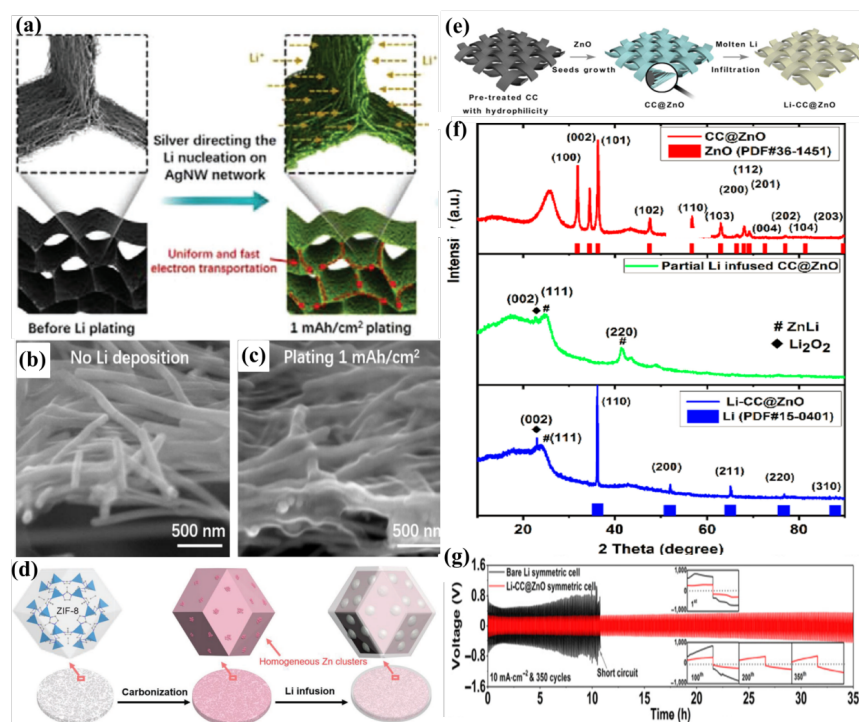 (a)
Li⁺
Li⁺
Silver directing the
Li nucleation on
AgNW network
Uniform and fast
electron transportation
Before Li plating
1 mAh/cm² plating
(b)
No Li deposition
500 nm
(c)
Plating 1 mAh/cm²
500 nm
(d)
ZIF-8
Homogeneous Zn clusters
Carbonization
Li infusion
(e)
ZnO
Seeds growth
Molten Li
Infiltration
Pre-treated CC
with hydrophilicity
CC@ZnO
Li-CC@ZnO
(f)
Intensity (a.u.)
(002)
(101)
(100)
CC@ZnO
ZnO (PDF#36-1451)
(112)
(200)
(201)
(102)
(110)
(103)
(004)
(202)
(104)
(203)
Partial Li infused CC@ZnO
(002)
(111)
#
(220)
#
# ZnLi
◆ Li₂O₂
Li-CC@ZnO
Li (PDF#15-0401)
(110)
(002)
#(111)
(200)
(211)
(220)
(310)
20 40 60 80
2 Theta (degree)
(g)
Voltage (V)
1.6
0.8
0.0
-0.8
-1.6
Bare Li symmetric cell
Li-CC@ZnO symmetric cell
1,000
0
-1,000
1st
Short circuit
10 mA·cm⁻² & 350 cycles
1,000
0
-1,000
100th
200th
350th
0 5 10 15 20 25 30 35
Time (h)